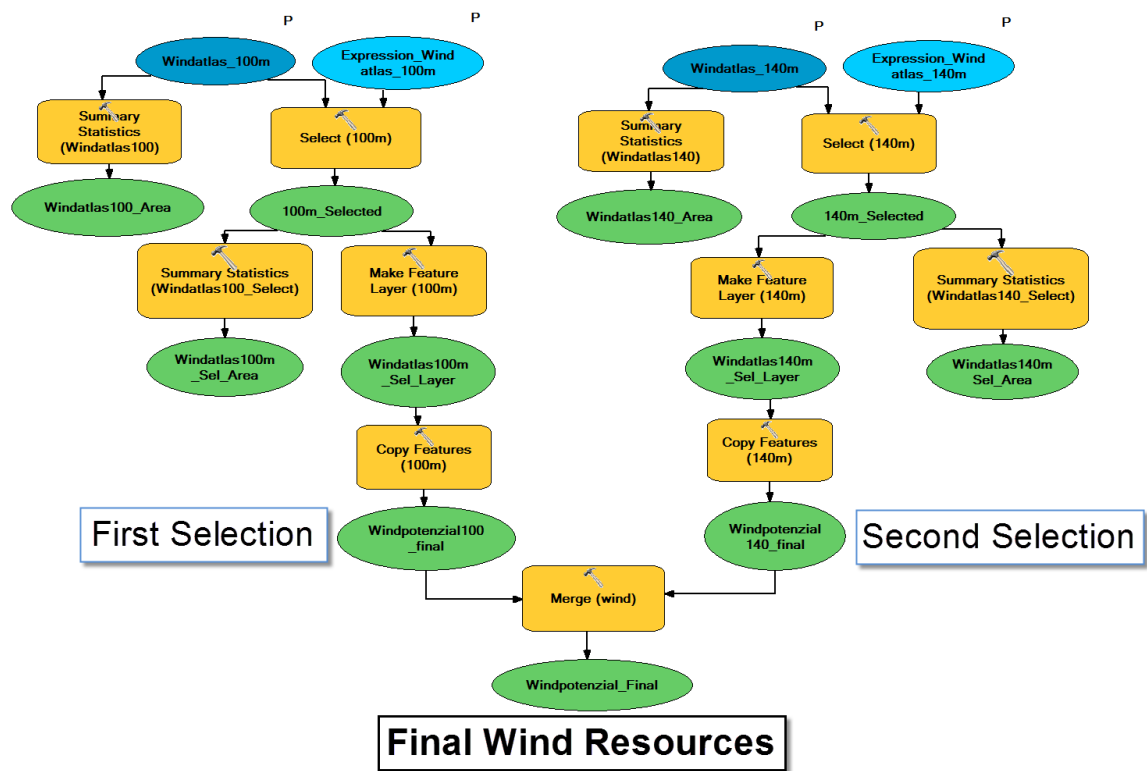 P
P
P
P
Windatlas_100m
Expression_Wind
atlas_100m
Windatlas_140m
Expression_Wind
atlas_140m
Summary
Statistics
(Windatlas100)
Select (100m)
Summary
Statistics
(Windatlas140)
Select (140m)
Windatlas100_Area
100m_Selected
Windatlas140_Area
140m_Selected
Summary Statistics
(Windatlas100_Select)
Make Feature
Layer (100m)
Make Feature
Layer (140m)
Summary Statistics
(Windatlas140_Select)
Windatlas100m
_Sel_Area
Windatlas100m
_Sel_Layer
Windatlas140m
_Sel_Layer
Windatlas140m
Sel_Area
Copy Features
(100m)
Copy Features
(140m)
First Selection
Windpotenzial100
_final
Windpotenzial
140_final
Second Selection
Merge (wind)
Windpotenzial_Final
Final Wind Resources